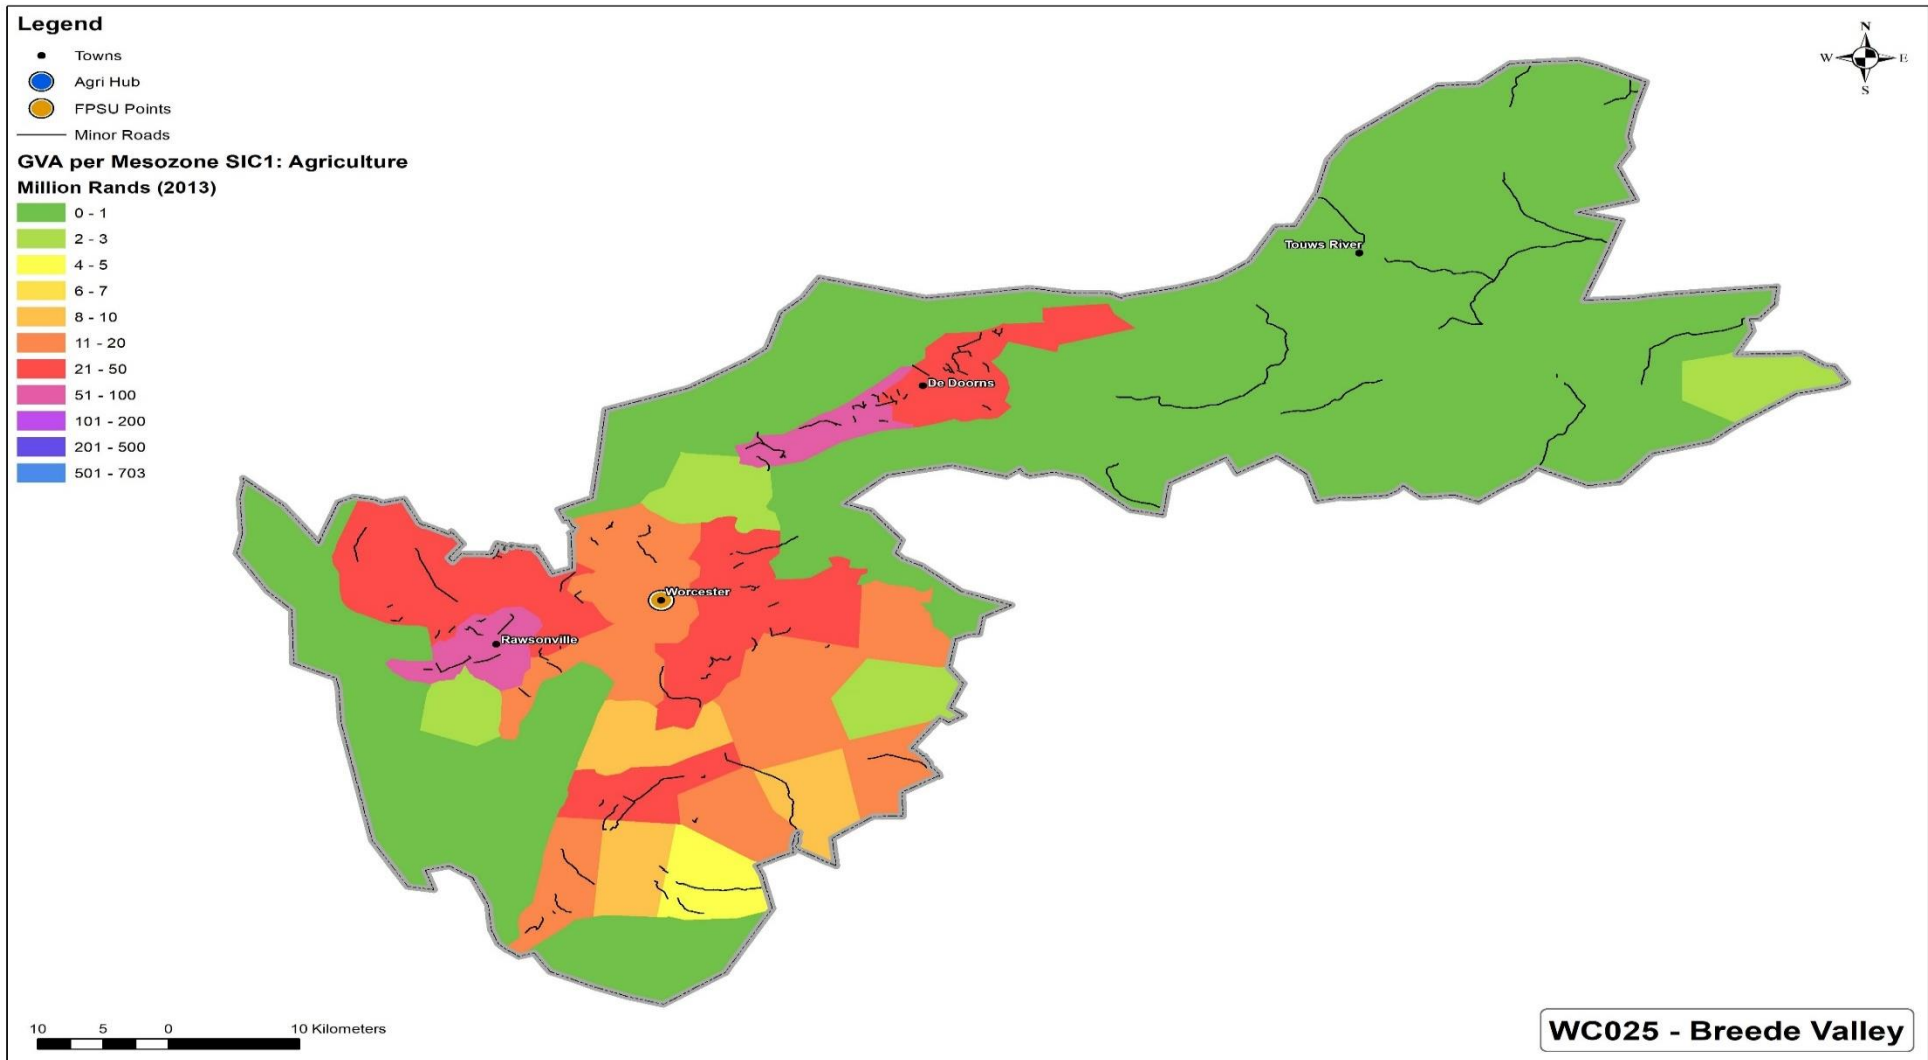 Legend
Towns
Agri Hub
FPSU Points
Minor Roads
GVA per Mesozone SIC1: Agriculture
Million Rands (2013)
0 - 1
2 - 3
4 - 5
6 - 7
8 - 10
11 - 20
21 - 50
51 - 100
101 - 200
201 - 500
501 - 703
N
W E
S
Touws River
De Doorns
Worcester
Rawsonville
10 5 0 10 Kilometers
WC025 - Breede Valley